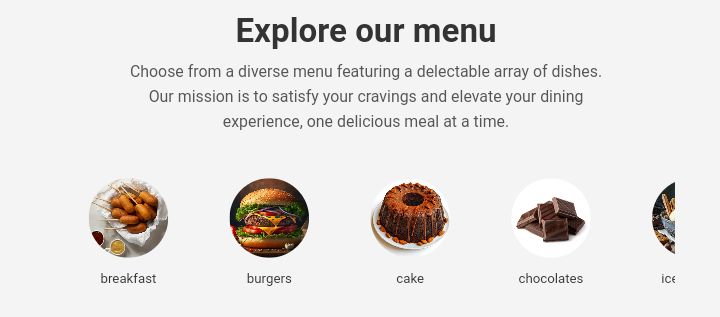 Explore our menu
Choose from a diverse menu featuring a delectable array of dishes.
Our mission is to satisfy your cravings and elevate your dining
experience, one delicious meal at a time.
breakfast burgers cake chocolates ice